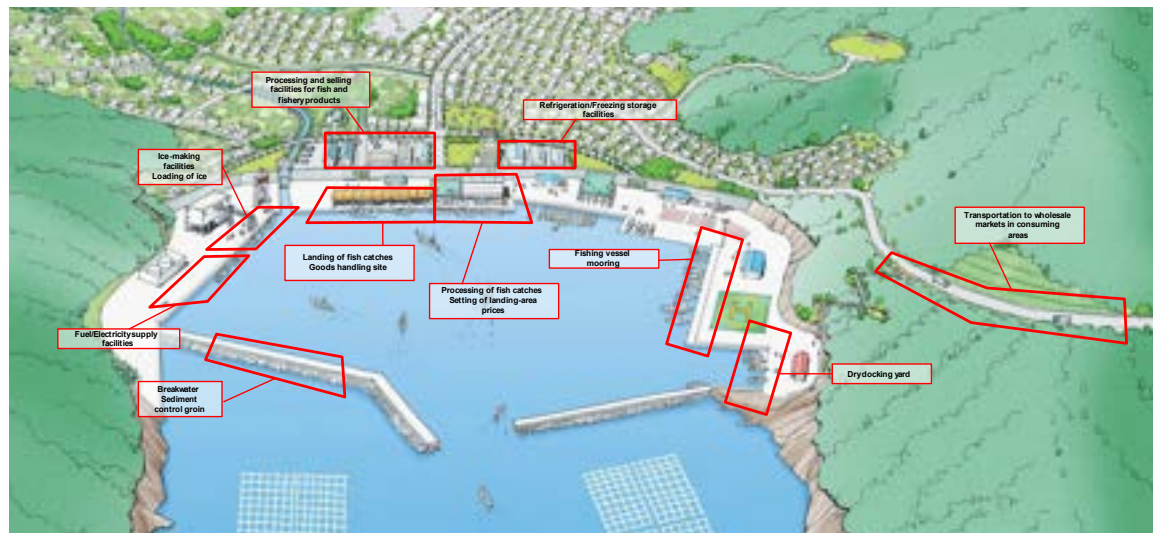 Processing and selling
facilities for fish and
fishery products
Refrigeration/Freezing storage
facilities
Ice-making
facilities
Loading of ice
Transportation to wholesale
markets in consuming
areas
Landing of fish catches
Goods handling site
Fishing vessel
mooring
Processing of fish catches
Setting of landing-area
prices
Fuel/Electricity supply
facilities
Drydocking yard
Breakwater
Sediment
control groin